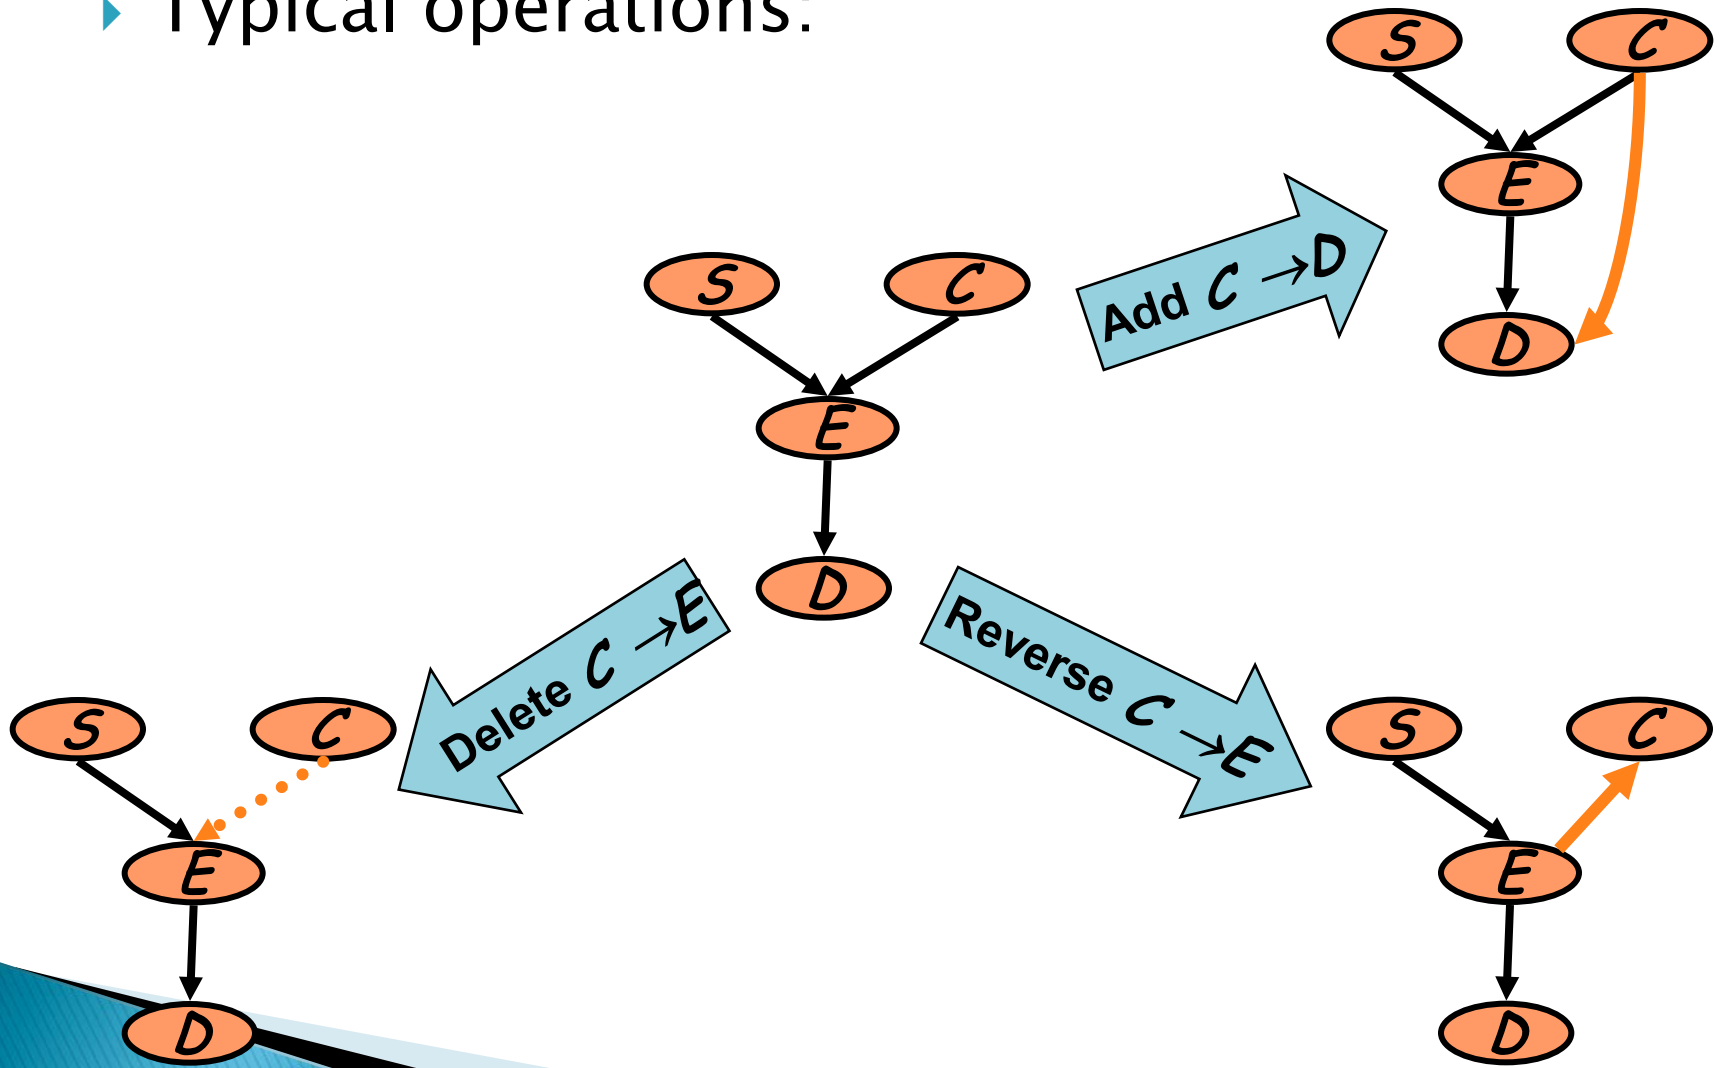 Typical operations:
S C
E
D
Add C →D
S C
E
D
Delete C →E
Reverse C →E
S C
E
D
S C
E
D